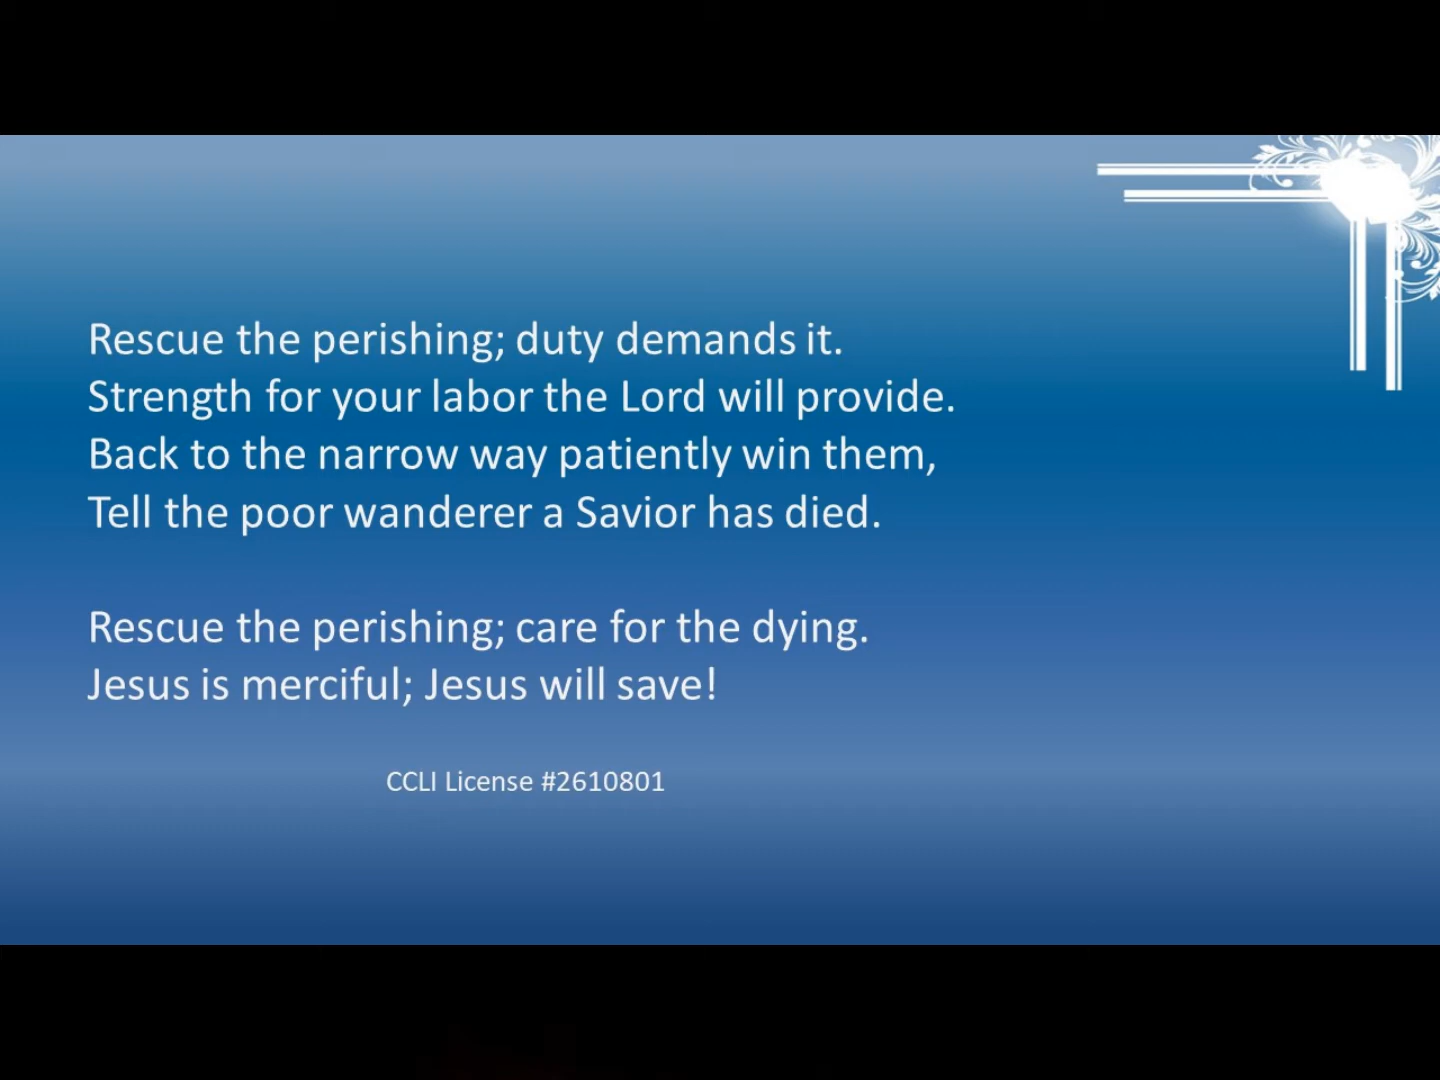 Rescue the perishing; duty demands it.
Strength for your labor the Lord will provide.
Back to the narrow way patiently win them,
Tell the poor wanderer a Savior has died.
Rescue the perishing; care for the dying.
Jesus is merciful; Jesus will save!
CCLI License #2610801